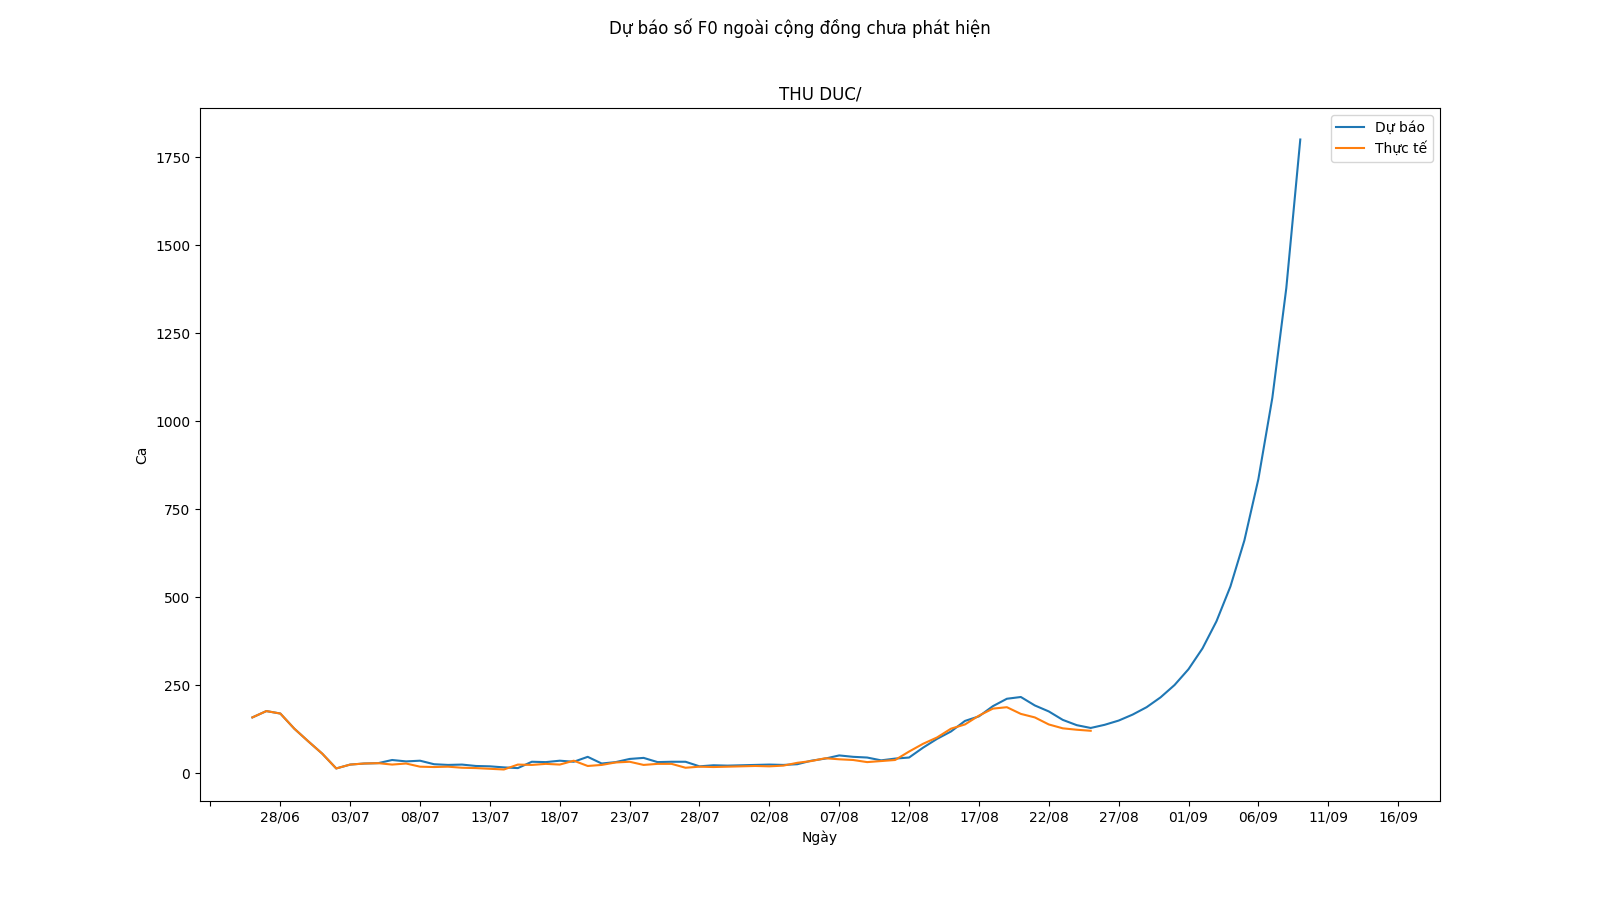 Dự báo số F0 ngoài cộng đồng chưa phát hiện
THU DUC/
Dự báo
Thực tế
1750
1500
1250
1000
750
500
250
0
Ca
28/06 03/07 08/07 13/07 18/07 23/07 28/07 02/08 07/08 12/08 17/08 22/08 27/08 01/09 06/09 11/09 16/09
Ngày